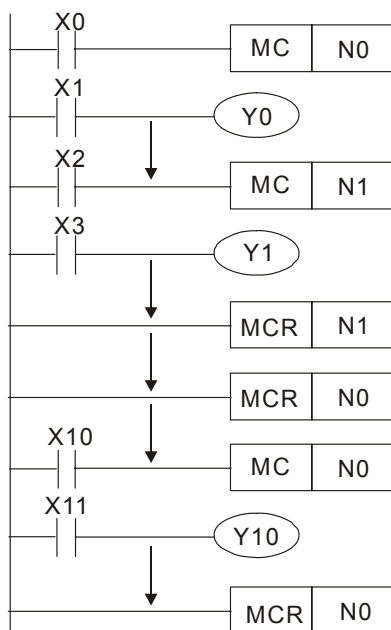 X0
MC N0
X1
Y0
X2
MC N1
X3
Y1
MCR N1
MCR N0
X10
MC N0
X11
Y10
MCR N0